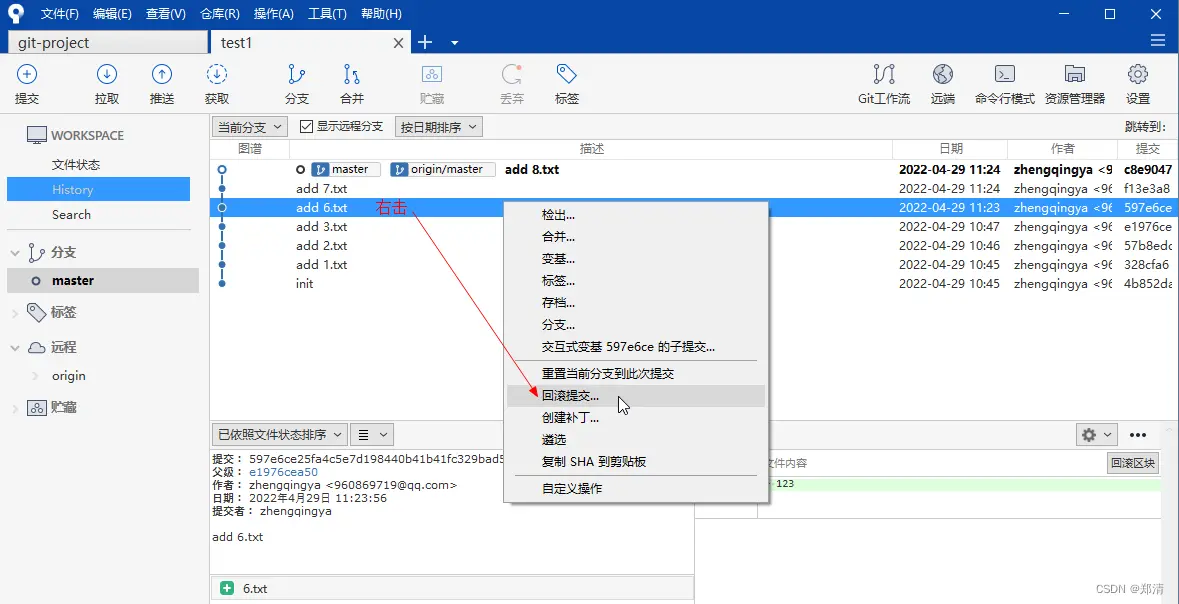 文件(F) 编辑(E) 查看(V) 仓库(R) 操作(A) 工具(T) 帮助(H)
git-project test1
提交 拉取 推送 获取 分支 合并 贮藏 丢弃 标签 Git工作流 远端 命令行模式 资源管理器 设置
WORKSPACE
文件状态
History
Search
分支
master
标签
远程
origin
贮藏
当前分支 显示远程分支 按日期排序 跳转到:
图谱 描述 日期 作者 提交
master origin/master add 8.txt 2022-04-29 11:24 zhengqingya <96 c8e9047
add 7.txt 2022-04-29 11:24 zhengqingya <96 f13e3a8
add 6.txt 右击 2022-04-29 11:23 zhengqingya <96 597e6ce
add 3.txt 2022-04-29 10:47 zhengqingya <96 e1976ce
add 2.txt 2022-04-29 10:46 zhengqingya <96 57b8edc
add 1.txt 2022-04-29 10:45 zhengqingya <96 328cfa6
init 2022-04-29 10:45 zhengqingya <96 4b852da
检出...
合并...
变基...
标签...
存档...
分支...
交互式变基 597e6ce 的子提交...
重置当前分支到此次提交
回滚提交...
创建补丁...
遴选
复制 SHA 到剪贴板
自定义操作
已依照文件状态排序
提交： 597e6ce25fa4c5e7d198440b41b41fc329bad5
父级： e1976cea50
作者： zhengqingya <960869719@qq.com>
日期： 2022年4月29日 11:23:56
提交者： zhengqingya
add 6.txt
6.txt
文件内容 回滚区块
123
CSDN @郑清